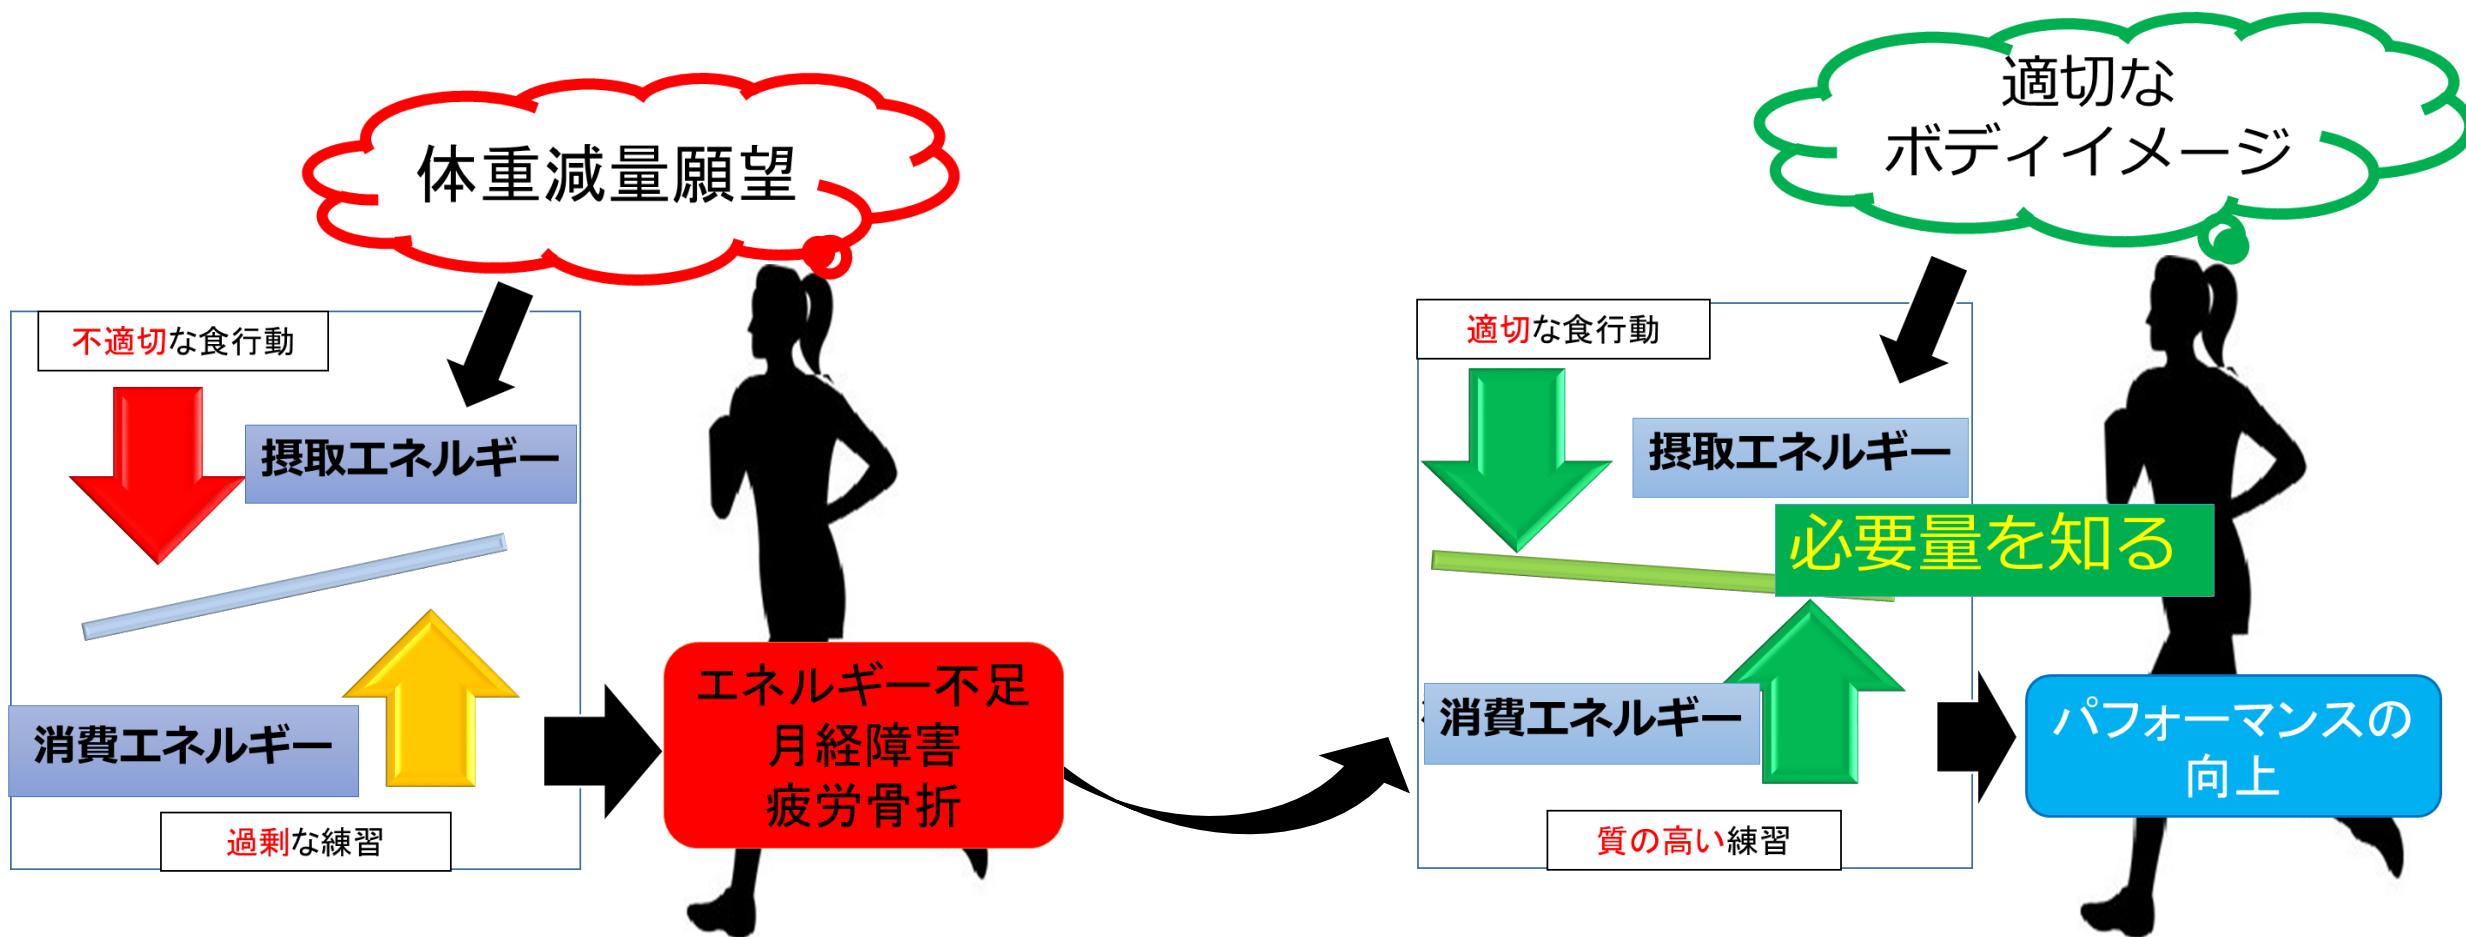 体重減量願望
不適切な食行動
摂取エネルギー
消費エネルギー
過剰な練習
エネルギー不足
月経障害
疲労骨折
適切な
ボディイメージ
適切な食行動
摂取エネルギー
必要量を知る
消費エネルギー
質の高い練習
パフォーマンスの
向上